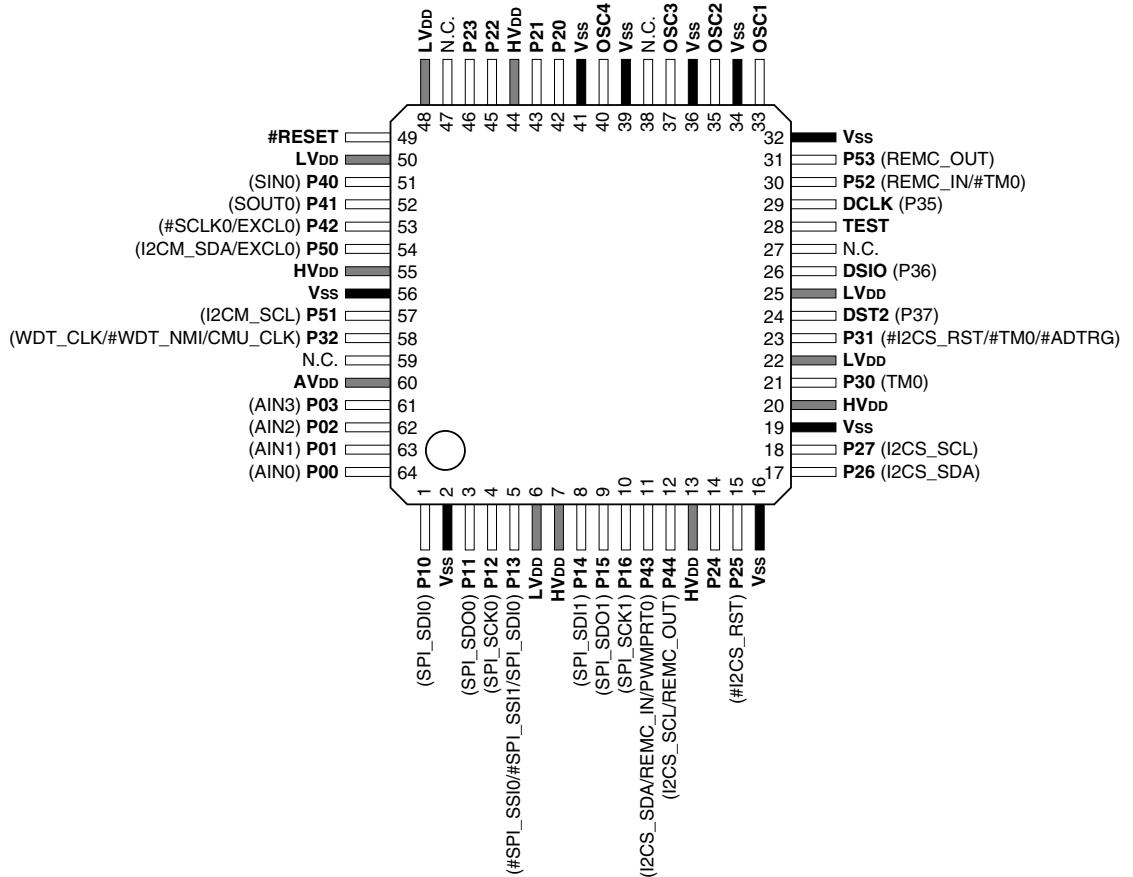 LVDD
N.C.
P23
P22
HVDD
P21
P20
VSS
OSC4
VSS
N.C.
OSC3
VSS
OSC2
VSS
OSC1
48
47
46
45
44
43
42
41
40
39
38
37
36
35
34
33
#RESET 49
LVDD 50
(SIN0) P40 51
(SOUT0) P41 52
(#SCLK0/EXCL0) P42 53
(I2CM_SDA/EXCL0) P50 54
HVDD 55
VSS 56
(I2CM_SCL) P51 57
(WDT_CLK/#WDT_NMI/CMU_CLK) P32 58
N.C. 59
AVDD 60
(AIN3) P03 61
(AIN2) P02 62
(AIN1) P01 63
(AIN0) P00 64
32 VSS
31 P53 (REMC_OUT)
30 P52 (REMC_IN/#TM0)
29 DCLK (P35)
28 TEST
27 N.C.
26 DSIO (P36)
25 LVDD
24 DST2 (P37)
23 P31 (#I2CS_RST/#TM0/#ADTRG)
22 LVDD
21 P30 (TM0)
20 HVDD
19 VSS
18 P27 (I2CS_SCL)
17 P26 (I2CS_SDA)
1
2
3
4
5
6
7
8
9
10
11
12
13
14
15
16
(SPI_SDI0) P10
VSS
(SPI_SDO0) P11
(SPI_SCK0) P12
(#SPI_SSI0/#SPI_SSI1/SPI_SDI0) P13
LVDD
HVDD
(SPI_SDI1) P14
(SPI_SDO1) P15
(SPI_SCK1) P16
(I2CS_SDA/REMC_IN/PWMPRT0) P43
(I2CS_SCL/REMC_OUT) P44
HVDD
P24
(#I2CS_RST) P25
VSS